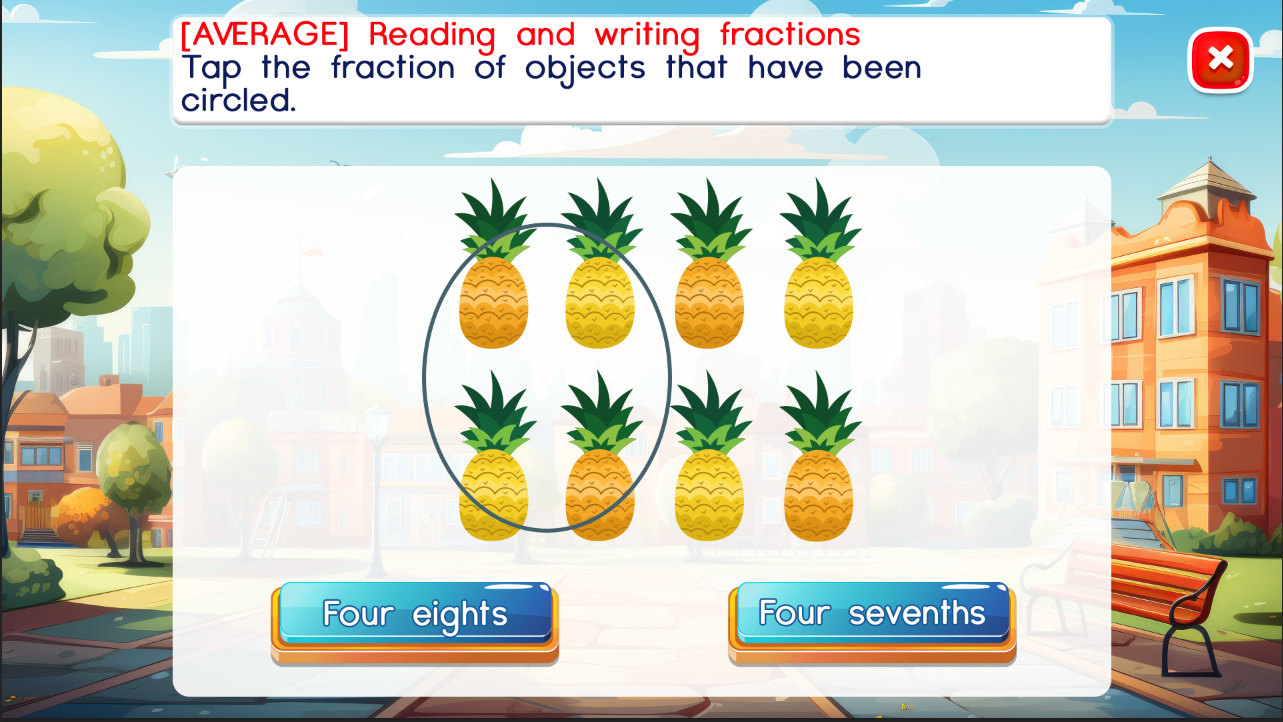 [AVERAGE] Reading and writing fractions
Tap the fraction of objects that have been
circled.
Four eights
Four sevenths